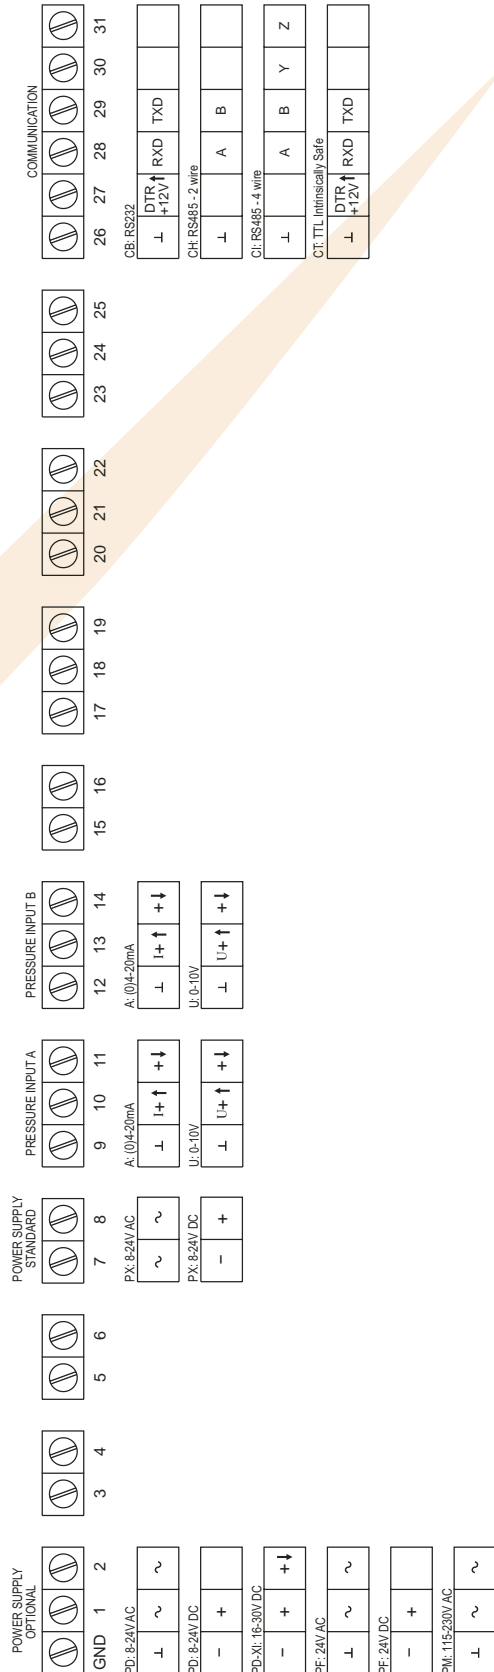 POWER SUPPLY OPTIONAL
POWER SUPPLY STANDARD
PRESSURE INPUT A
PRESSURE INPUT B
COMMUNICATION
GND 1 2 3 4 5 6 7 8 9 10 11 12 13 14 15 16 17 18 19 20 21 22 23 24 25 26 27 28 29 30 31
PD: 8-24V AC
⊥ ~ ~
PD: 8-24V DC
− +
PD-XI: 16-30V DC
− + +↓
PF: 24V AC
⊥ ~ ~
PF: 24V DC
− +
PM: 115-230V AC
⊥ ~ ~
PX: 8-24V AC
~ ~
PX: 8-24V DC
− +
A: (0)4-20mA
⊥ I+↑ +↓
U: 0-10V
⊥ U+↑ +↓
A: (0)4-20mA
⊥ I+↑ +↓
U: 0-10V
⊥ U+↑ +↓
CB: RS232
⊥ DTR +12V↑ RXD TXD
CH: RS485 - 2 wire
⊥ A B
CI: RS485 - 4 wire
⊥ A B Y Z
CT: TTL Intrinsically Safe
⊥ DTR +12V↑ RXD TXD